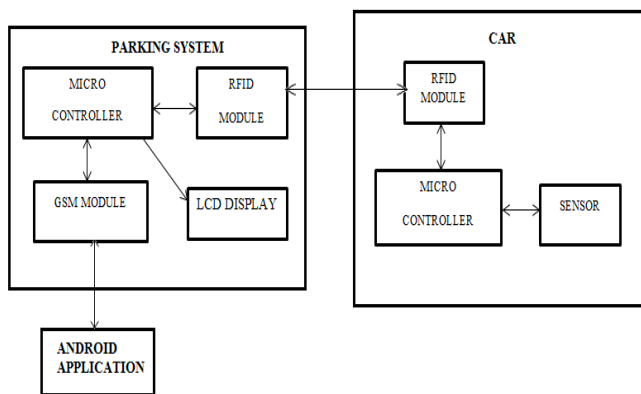 PARKING SYSTEM
MICRO
CONTROLLER
RFID
MODULE
GSM MODULE
LCD DISPLAY
ANDROID
APPLICATION
CAR
RFID
MODULE
MICRO
CONTROLLER
SENSOR